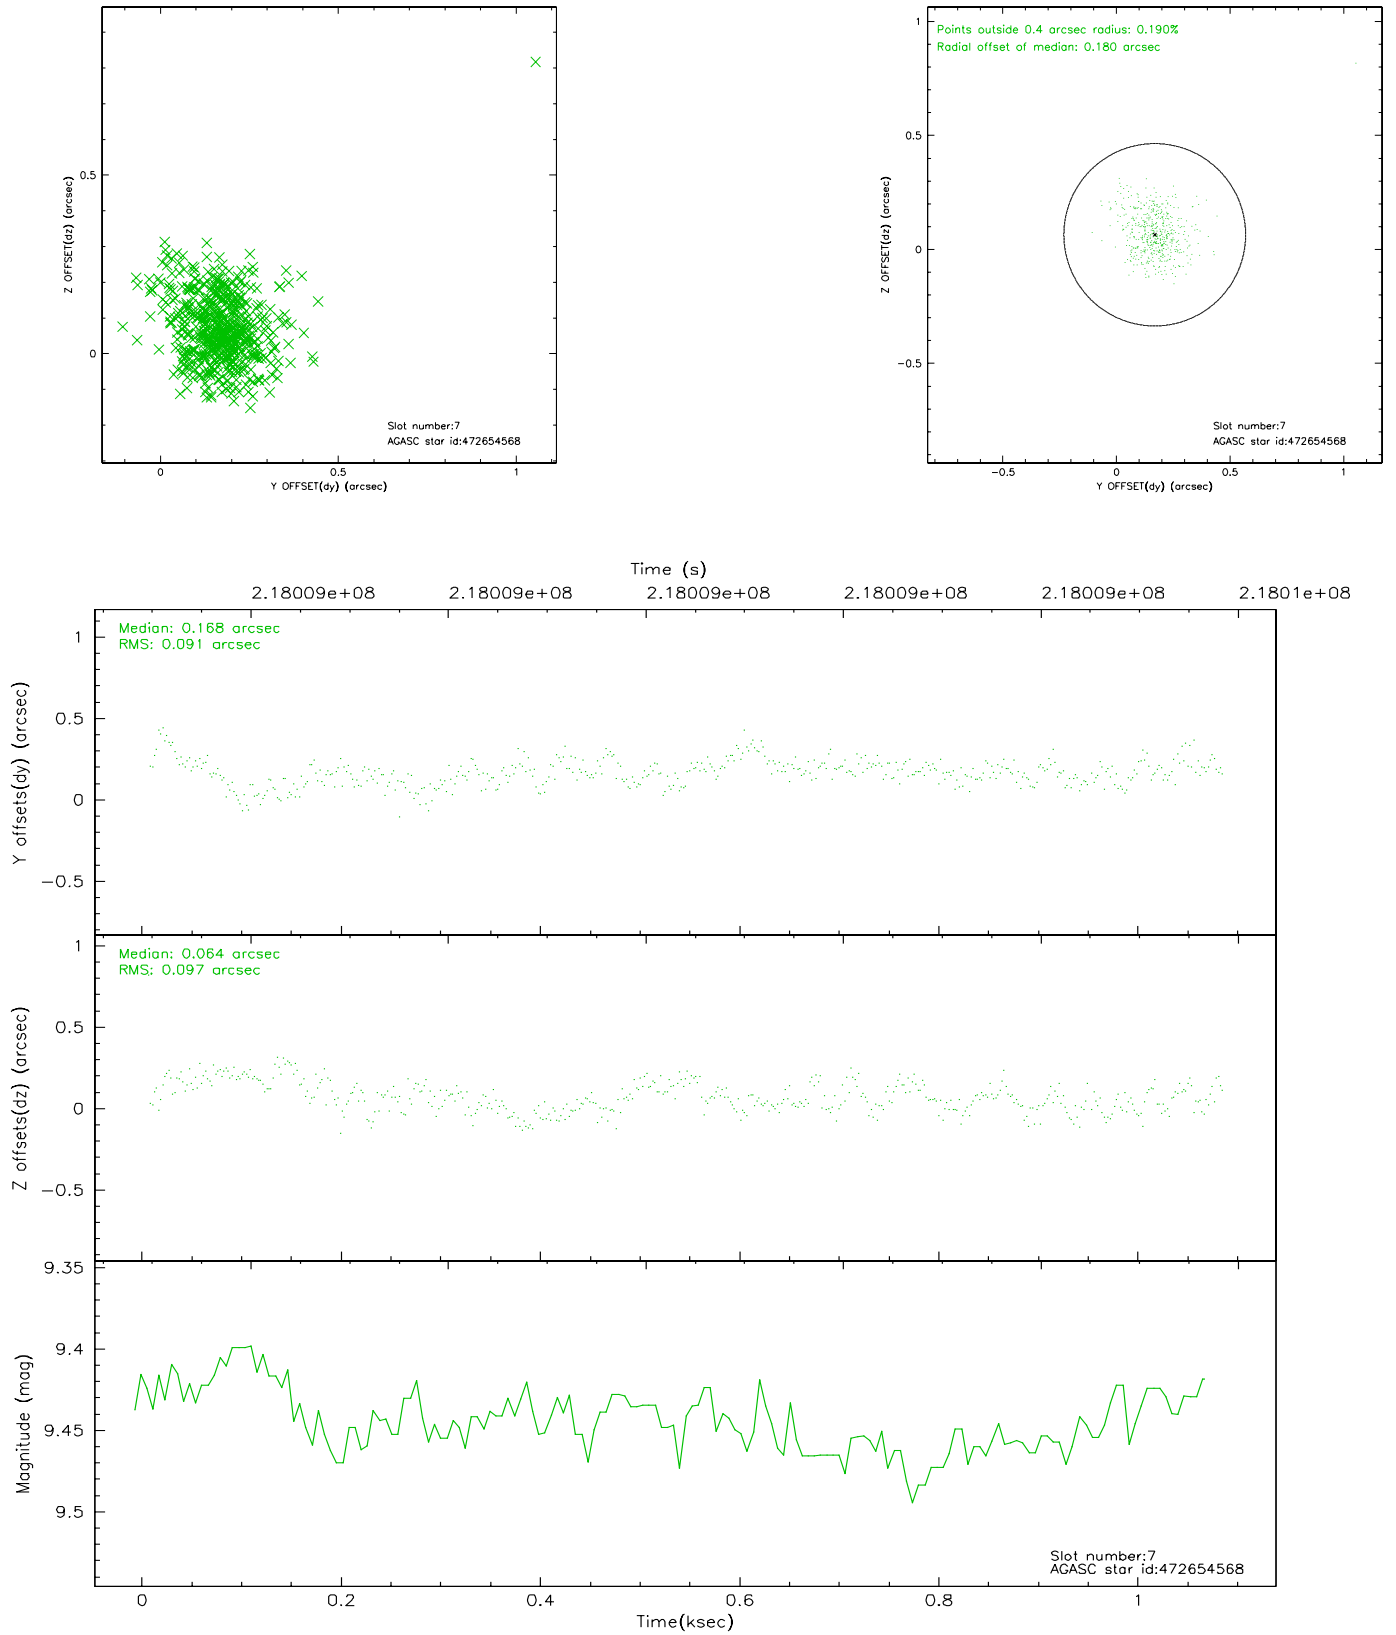 0.5
0
Z OFFSET(dz) (arcsec)
Slot number:7
AGASC star id:472654568
0 0.5 1
Y OFFSET(dy) (arcsec)
Points outside 0.4 arcsec radius: 0.190%
Radial offset of median: 0.180 arcsec
1
0.5
0
−0.5
Z OFFSET(dz) (arcsec)
Slot number:7
AGASC star id:472654568
−0.5 0 0.5 1
Y OFFSET(dy) (arcsec)
Time (s)
2.18009e+08 2.18009e+08 2.18009e+08 2.18009e+08 2.18009e+08 2.1801e+08
Median: 0.168 arcsec
RMS: 0.091 arcsec
1
0.5
0
−0.5
Y offsets(dy) (arcsec)
Median: 0.064 arcsec
RMS: 0.097 arcsec
1
0.5
0
−0.5
Z offsets(dz) (arcsec)
9.35
9.4
9.45
9.5
Magnitude (mag)
Slot number:7
AGASC star id:472654568
0 0.2 0.4 0.6 0.8 1
Time(ksec)